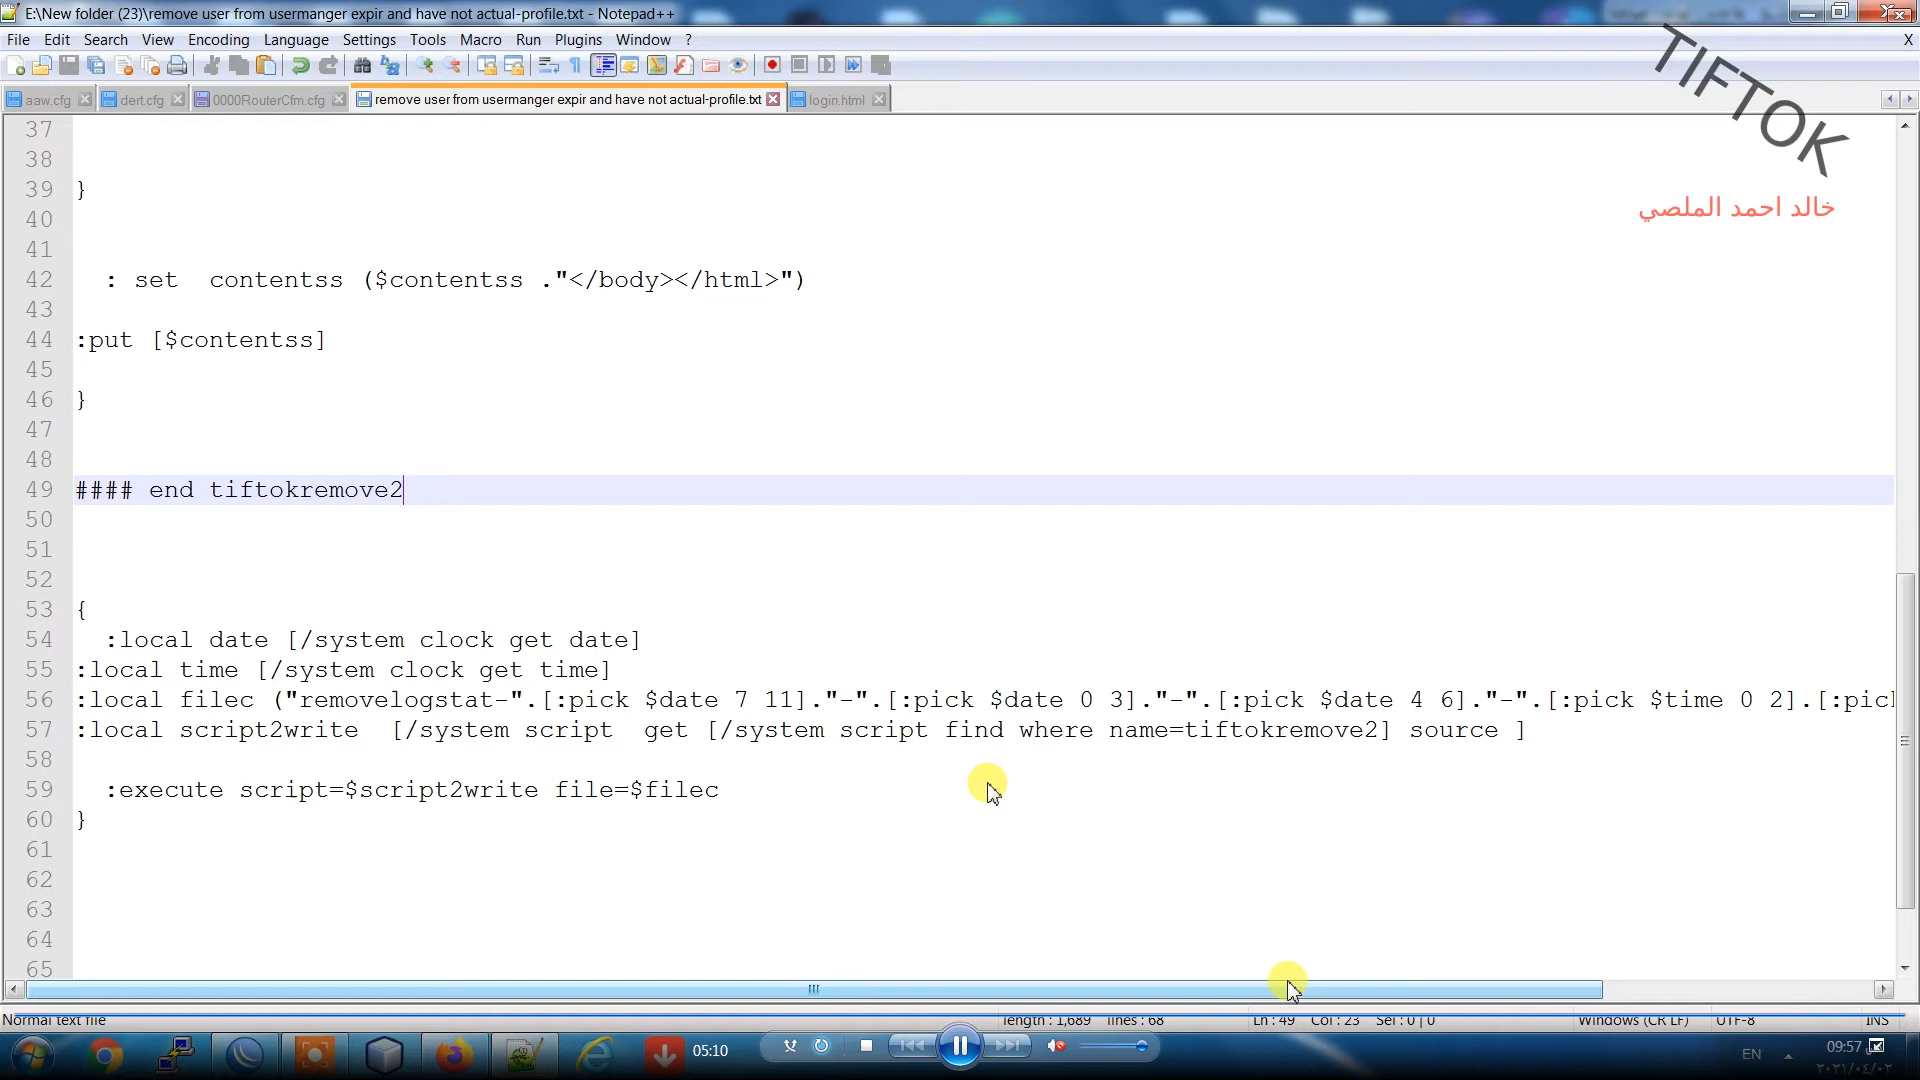 E:\New folder (23)\remove user from usermanger expir and have not actual-profile.txt - Notepad++
File Edit Search View Encoding Language Settings Tools Macro Run Plugins Window ? X
aaw.cfg dert.cfg 0000RouterCfm.cfg remove user from usermanger expir and have not actual-profile.txt login.html
TIFTOK
خالد احمد الملصي
37
38
39 }
40
41
42 : set contentss ($contentss ."</body></html>")
43
44 :put [$contentss]
45
46 }
47
48
49 #### end tiftokremove2
50
51
52
53 {
54 :local date [/system clock get date]
55 :local time [/system clock get time]
56 :local filec ("removelogstat-".[:pick $date 7 11]."-".[:pick $date 0 3]."-".[:pick $date 4 6]."-".[:pick $time 0 2].[:pick
57 :local script2write [/system script get [/system script find where name=tiftokremove2] source ]
58
59 :execute script=$script2write file=$filec
60 }
61
62
63
64
65
Normal text file length : 1,689 lines : 68 Ln : 49 Col : 23 Sel : 0 | 0 Windows (CR LF) UTF-8 INS
05:10 EN 09:57
٢٠٢١/٠٤/٠٢